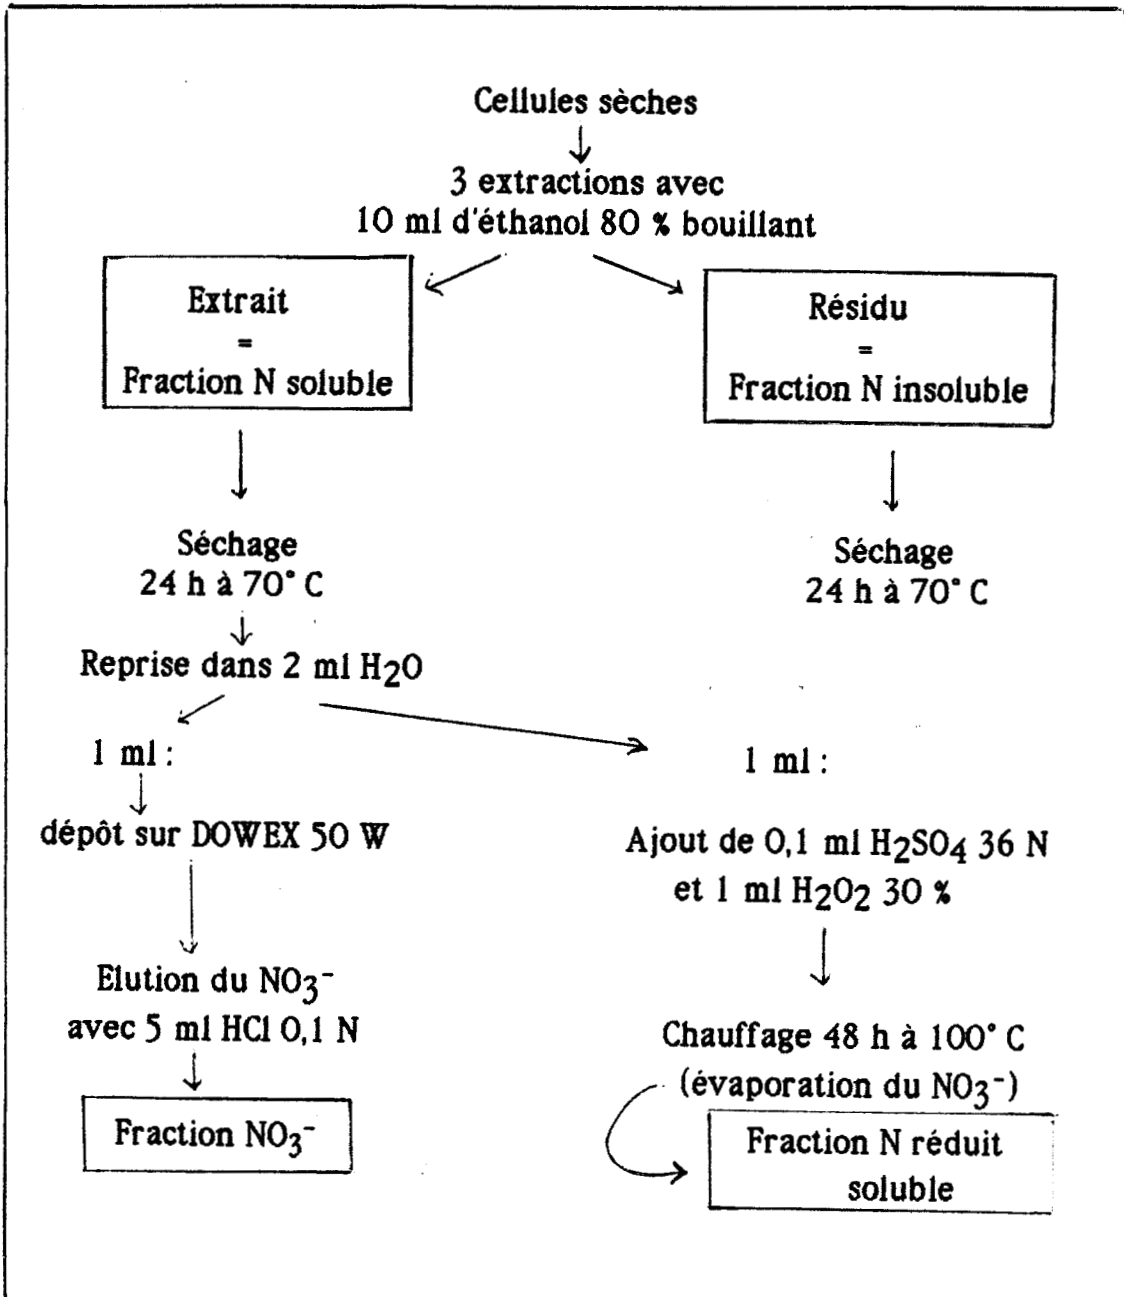 Cellules sèches
3 extractions avec
10 ml d'éthanol 80 % bouillant
Extrait
=
Fraction N soluble
Résidu
=
Fraction N insoluble
Séchage
24 h à 70° C
Séchage
24 h à 70° C
Reprise dans 2 ml H2O
1 ml :
1 ml :
dépôt sur DOWEX 50 W
Ajout de 0,1 ml H2SO4 36 N
et 1 ml H2O2 30 %
Elution du NO3-
avec 5 ml HCl 0,1 N
Chauffage 48 h à 100° C
(évaporation du NO3-)
Fraction NO3-
Fraction N réduit
soluble